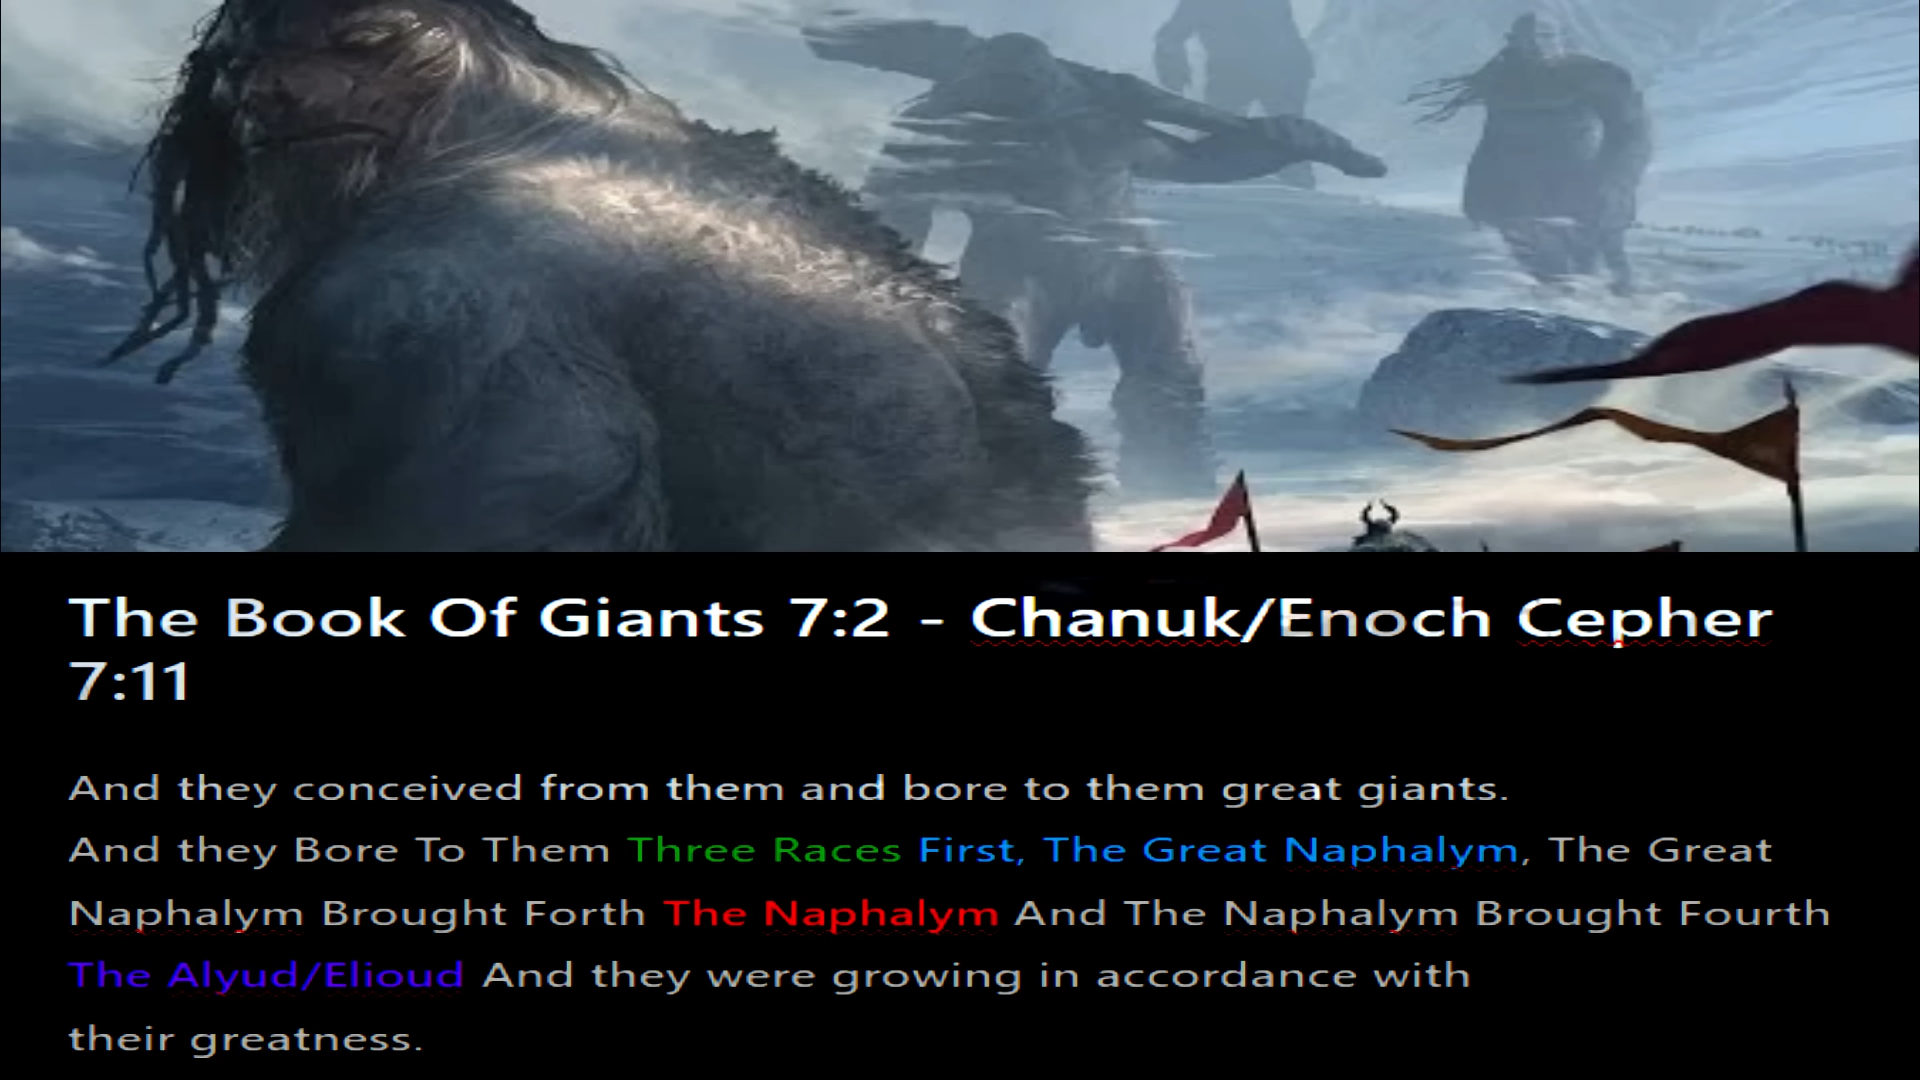 The Book Of Giants 7:2 - Chanuk/Enoch Cepher
7:11
And they conceived from them and bore to them great giants.
And they Bore To Them Three Races First, The Great Naphalym, The Great
Naphalym Brought Forth The Naphalym And The Naphalym Brought Fourth
The Alyud/Elioud And they were growing in accordance with
their greatness.